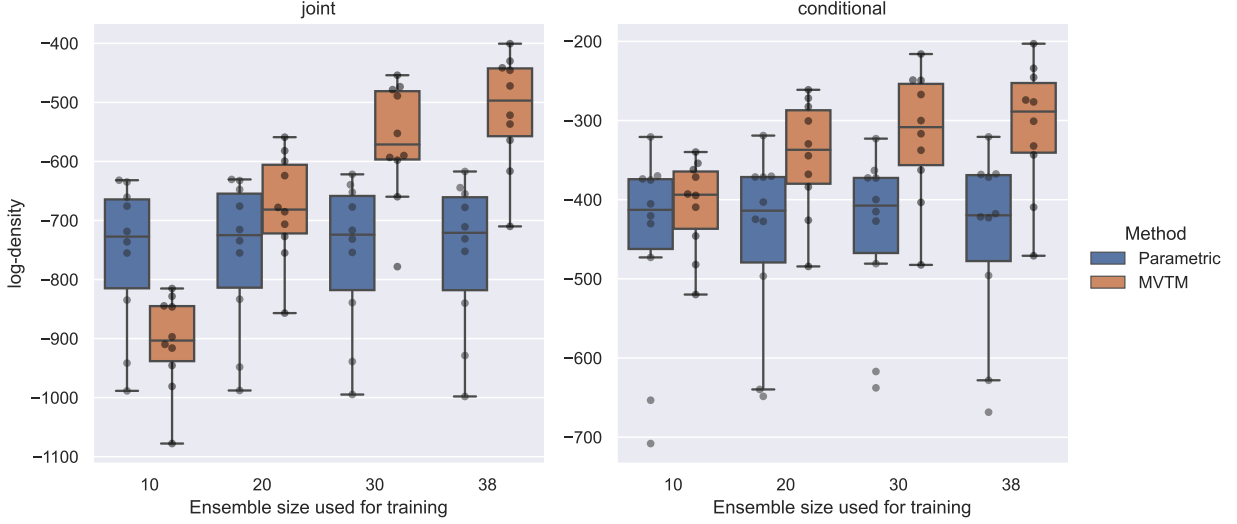 joint
conditional
log-density
−400
−500
−600
−700
−800
−900
−1000
−1100
10 20 30 38
Ensemble size used for training
−200
−300
−400
−500
−600
−700
10 20 30 38
Ensemble size used for training
Method
Parametric
MVTM